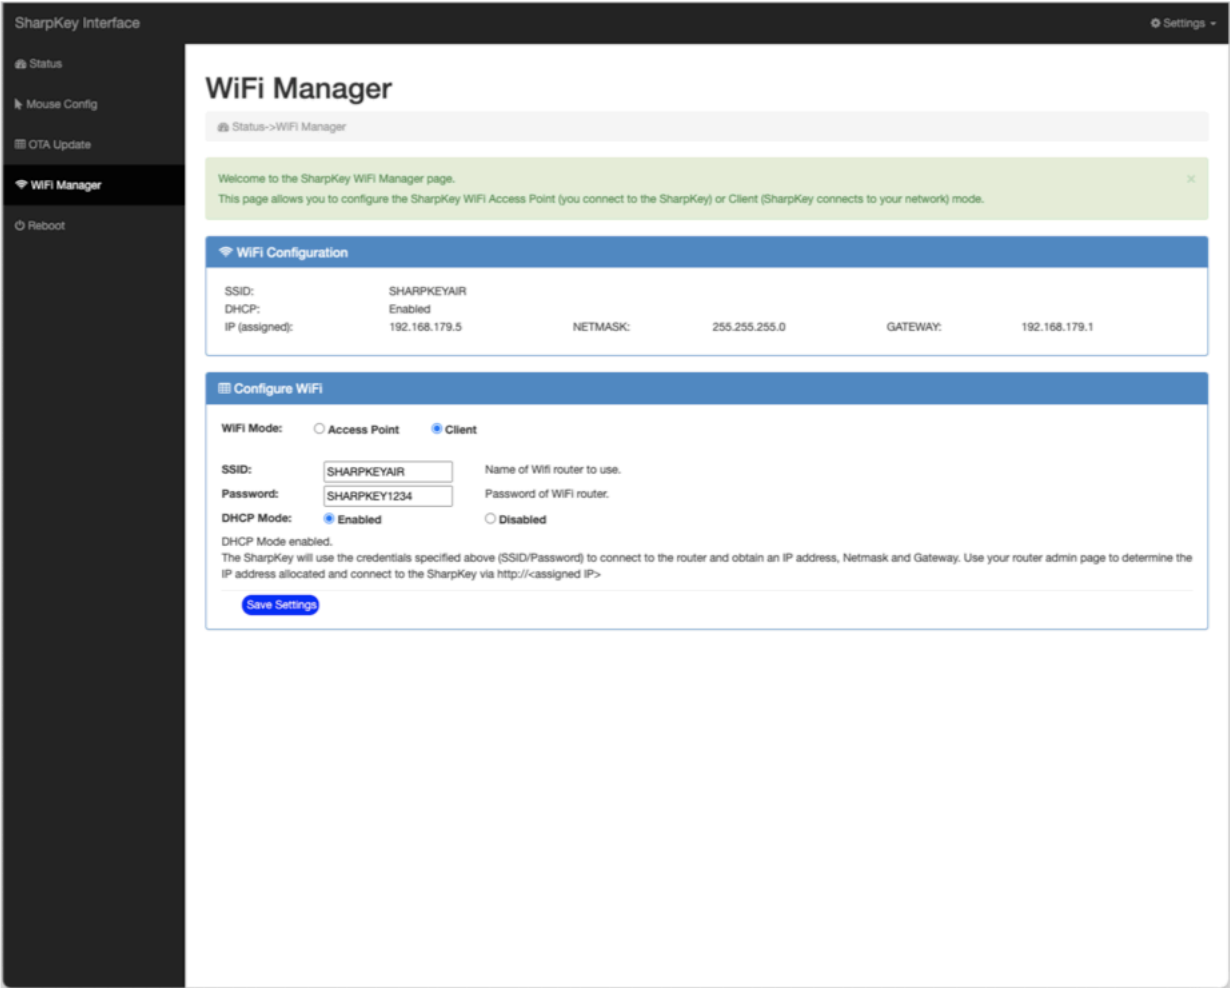 SharpKey Interface
Settings
Status
Mouse Config
OTA Update
WiFi Manager
Reboot
WiFi Manager
Status->WiFi Manager
Welcome to the SharpKey WiFi Manager page.
×
This page allows you to configure the SharpKey WiFi Access Point (you connect to the SharpKey) or Client (SharpKey connects to your network) mode.
WiFi Configuration
SSID: SHARPKEYAIR
DHCP: Enabled
IP (assigned): 192.168.179.5 NETMASK: 255.255.255.0 GATEWAY: 192.168.179.1
Configure WiFi
WiFi Mode: Access Point Client
SSID: SHARPKEYAIR Name of Wifi router to use.
Password: SHARPKEY1234 Password of WiFi router.
DHCP Mode: Enabled Disabled
DHCP Mode enabled.
The SharpKey will use the credentials specified above (SSID/Password) to connect to the router and obtain an IP address, Netmask and Gateway. Use your router admin page to determine the
IP address allocated and connect to the SharpKey via http://<assigned IP>
Save Settings